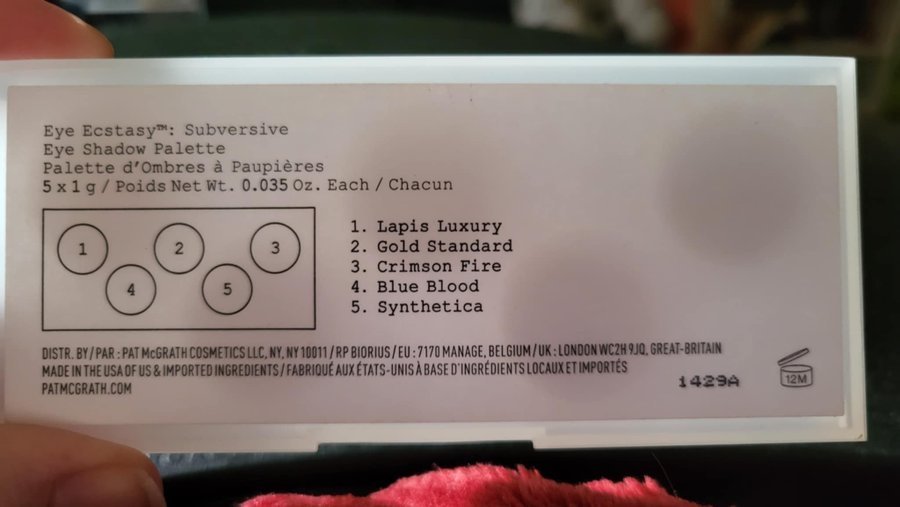 Eye Ecstasy™: Subversive
Eye Shadow Palette
Palette d'Ombres à Paupières
5 x 1 g / Poids Net Wt. 0.035 Oz. Each / Chacun
1 2 3
4 5
1. Lapis Luxury
2. Gold Standard
3. Crimson Fire
4. Blue Blood
5. Synthetica
DISTR. BY / PAR : PAT McGRATH COSMETICS LLC, NY, NY 10011 / RP BIORIUS / EU : 7170 MANAGE, BELGIUM / UK : LONDON WC2H 9JQ, GREAT-BRITAIN
MADE IN THE USA OF US & IMPORTED INGREDIENTS / FABRIQUÉ AUX ÉTATS-UNIS À BASE D'INGRÉDIENTS LOCAUX ET IMPORTÉS
PATMCGRATH.COM
1429A
12M